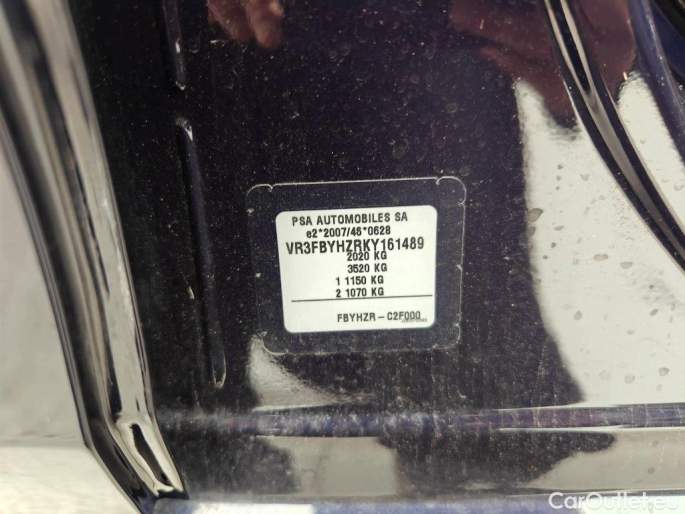 PSA AUTOMOBILES SA
e2*2007/46*0628
VR3FBYHZRKY161489
2020 KG
3520 KG
1 1150 KG
2 1070 KG
FBYHZR - C2F000
CarOutlet.eu